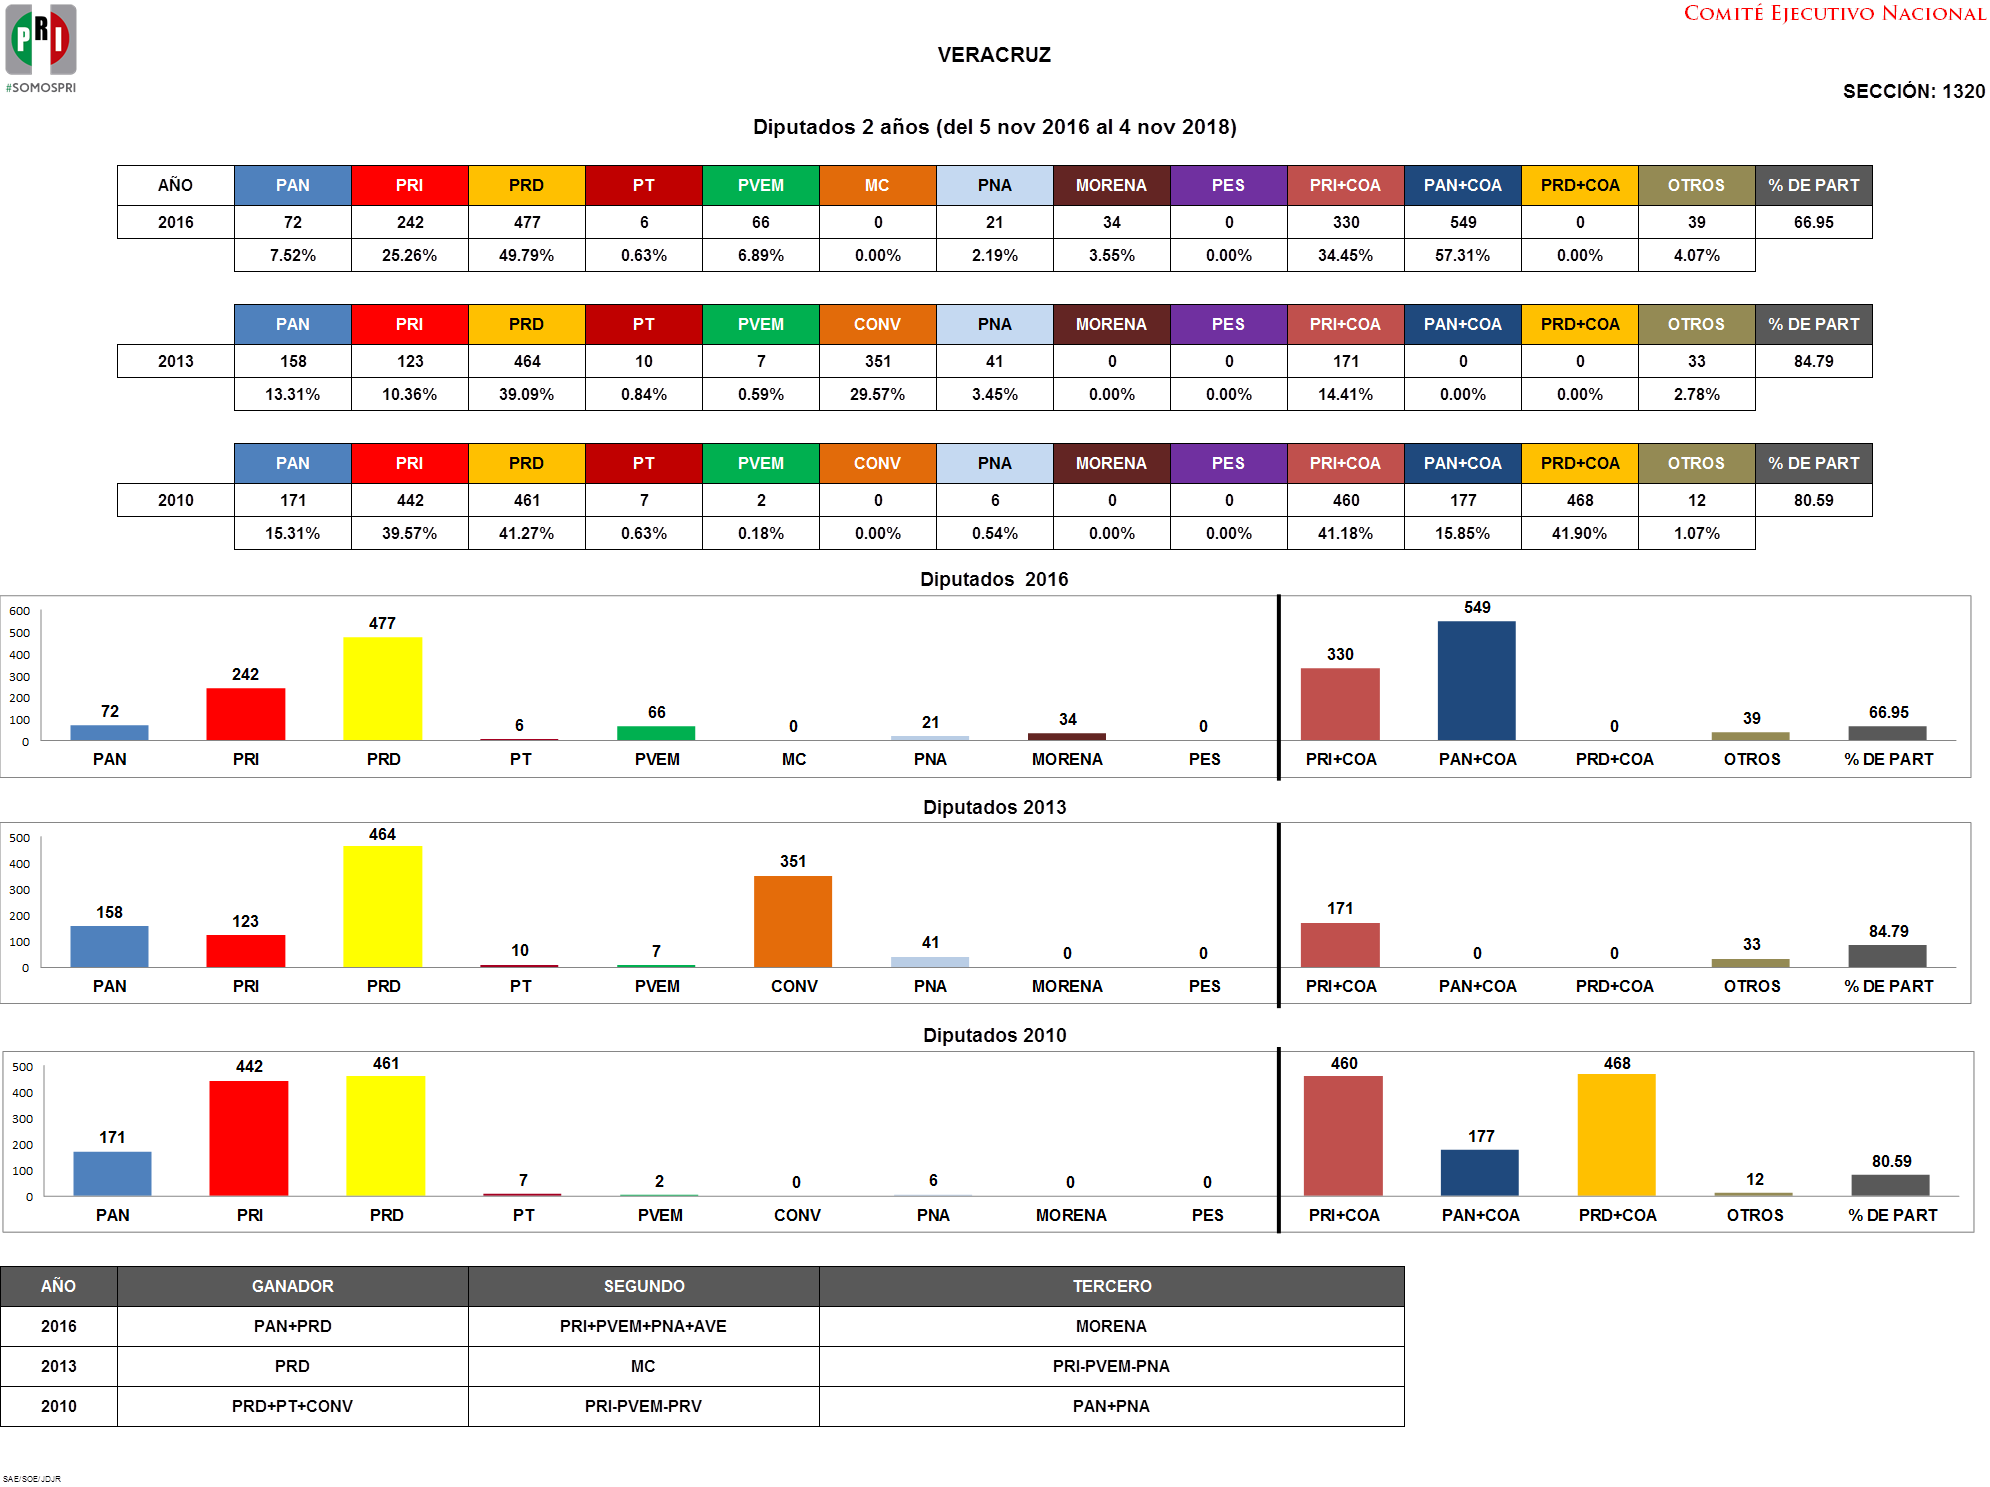 PRI
#SOMOSPRI
COMITÉ EJECUTIVO NACIONAL
VERACRUZ
SECCIÓN: 1320
Diputados 2 años (del 5 nov 2016 al 4 nov 2018)
AÑO PAN PRI PRD PT PVEM MC PNA MORENA PES PRI+COA PAN+COA PRD+COA OTROS % DE PART
2016 72 242 477 6 66 0 21 34 0 330 549 0 39 66.95
7.52% 25.26% 49.79% 0.63% 6.89% 0.00% 2.19% 3.55% 0.00% 34.45% 57.31% 0.00% 4.07%
PAN PRI PRD PT PVEM CONV PNA MORENA PES PRI+COA PAN+COA PRD+COA OTROS % DE PART
2013 158 123 464 10 7 351 41 0 0 171 0 0 33 84.79
13.31% 10.36% 39.09% 0.84% 0.59% 29.57% 3.45% 0.00% 0.00% 14.41% 0.00% 0.00% 2.78%
PAN PRI PRD PT PVEM CONV PNA MORENA PES PRI+COA PAN+COA PRD+COA OTROS % DE PART
2010 171 442 461 7 2 0 6 0 0 460 177 468 12 80.59
15.31% 39.57% 41.27% 0.63% 0.18% 0.00% 0.54% 0.00% 0.00% 41.18% 15.85% 41.90% 1.07%
Diputados 2016
600
500
400
300
200
100
0
72 242 477 6 66 0 21 34 0 330 549 0 39 66.95
PAN PRI PRD PT PVEM MC PNA MORENA PES PRI+COA PAN+COA PRD+COA OTROS % DE PART
Diputados 2013
500
400
300
200
100
0
158 123 464 10 7 351 41 0 0 171 0 0 33 84.79
PAN PRI PRD PT PVEM CONV PNA MORENA PES PRI+COA PAN+COA PRD+COA OTROS % DE PART
Diputados 2010
500
400
300
200
100
0
171 442 461 7 2 0 6 0 0 460 177 468 12 80.59
PAN PRI PRD PT PVEM CONV PNA MORENA PES PRI+COA PAN+COA PRD+COA OTROS % DE PART
AÑO GANADOR SEGUNDO TERCERO
2016 PAN+PRD PRI+PVEM+PNA+AVE MORENA
2013 PRD MC PRI-PVEM-PNA
2010 PRD+PT+CONV PRI-PVEM-PRV PAN+PNA
SAE/SOE/JDJR